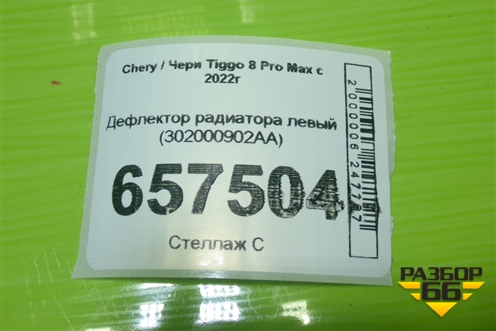 Chery / Чери Tiggo 8 Pro Max с
2022г
Дефлектор радиатора левый
(302000902AA)
657504
Стеллаж С
РАЗБОР
66